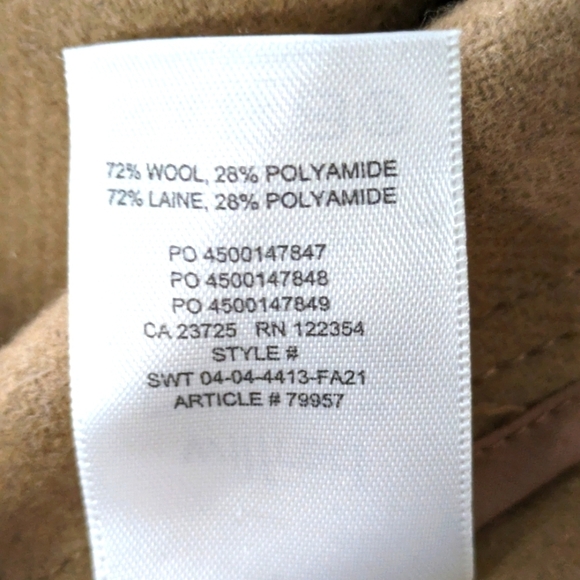 72% WOOL, 28% POLYAMIDE
72% LAINE, 28% POLYAMIDE
PO 4500147847
PO 4500147848
PO 4500147849
CA 23725 RN 122354
STYLE #
SWT 04-04-4413-FA21
ARTICLE # 79957